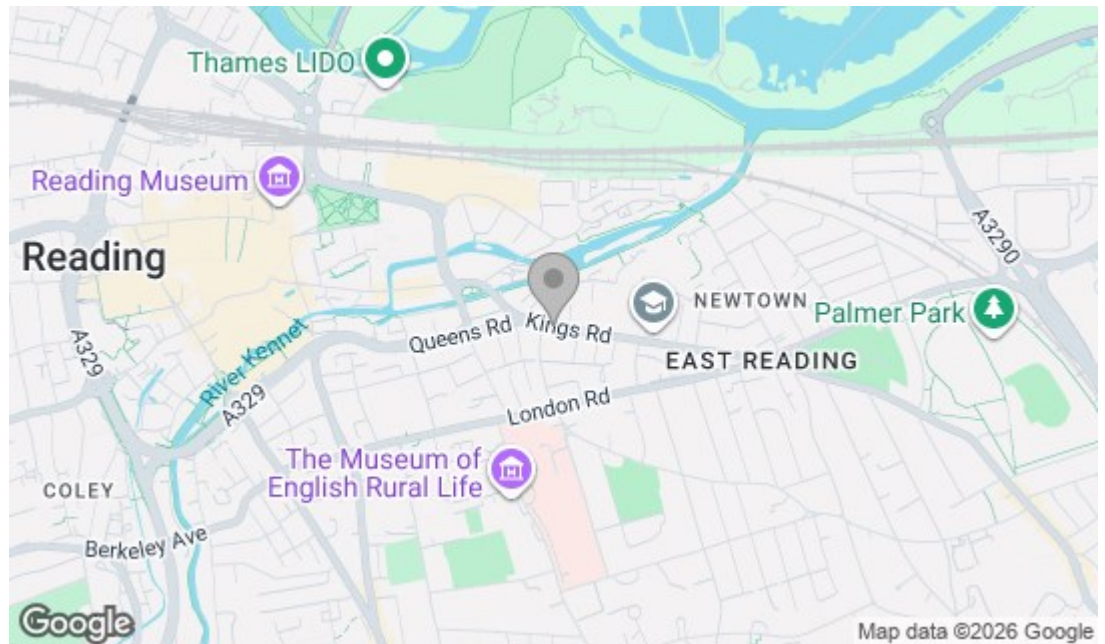 Thames LIDO
Reading Museum
Reading
A3290
NEWTOWN
Palmer Park
Kings Rd
Queens Rd
EAST READING
A329
River Kennet
A329
London Rd
The Museum of
English Rural Life
COLEY
Berkeley Ave
Google
Map data ©2026 Google